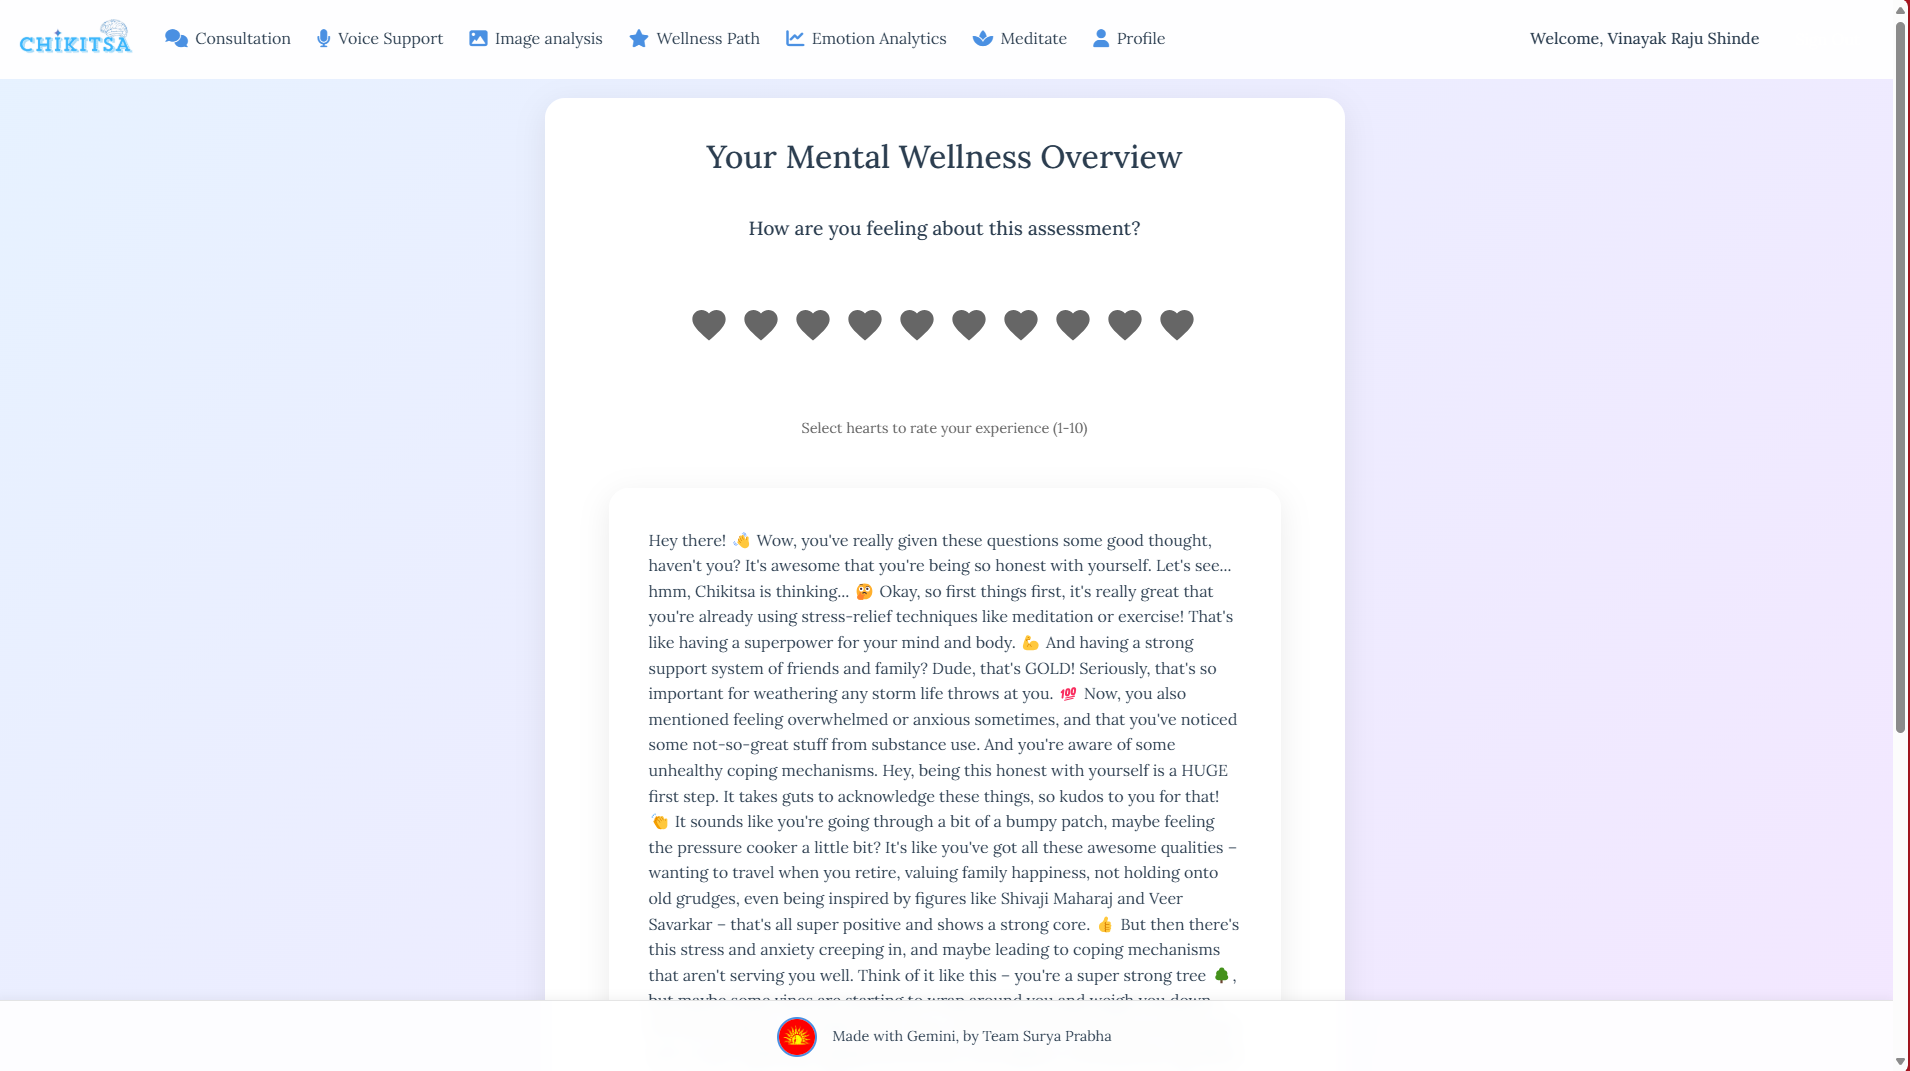 CHIKITSA Consultation Voice Support Image analysis Wellness Path Emotion Analytics Meditate Profile Welcome, Vinayak Raju Shinde
Your Mental Wellness Overview
How are you feeling about this assessment?
Select hearts to rate your experience (1-10)
Hey there! 👋 Wow, you've really given these questions some good thought,
haven't you? It's awesome that you're being so honest with yourself. Let's see...
hmm, Chikitsa is thinking... 🤔 Okay, so first things first, it's really great that
you're already using stress-relief techniques like meditation or exercise! That's
like having a superpower for your mind and body. 💪 And having a strong
support system of friends and family? Dude, that's GOLD! Seriously, that's so
important for weathering any storm life throws at you. 💯 Now, you also
mentioned feeling overwhelmed or anxious sometimes, and that you've noticed
some not-so-great stuff from substance use. And you're aware of some
unhealthy coping mechanisms. Hey, being this honest with yourself is a HUGE
first step. It takes guts to acknowledge these things, so kudos to you for that!
👏 It sounds like you're going through a bit of a bumpy patch, maybe feeling
the pressure cooker a little bit? It's like you've got all these awesome qualities –
wanting to travel when you retire, valuing family happiness, not holding onto
old grudges, even being inspired by figures like Shivaji Maharaj and Veer
Savarkar – that's all super positive and shows a strong core. 👍 But then there's
this stress and anxiety creeping in, and maybe leading to coping mechanisms
that aren't serving you well. Think of it like this – you're a super strong tree 🌳,
but maybe some vines are starting to wrap around you and weigh you down.
Made with Gemini, by Team Surya Prabha